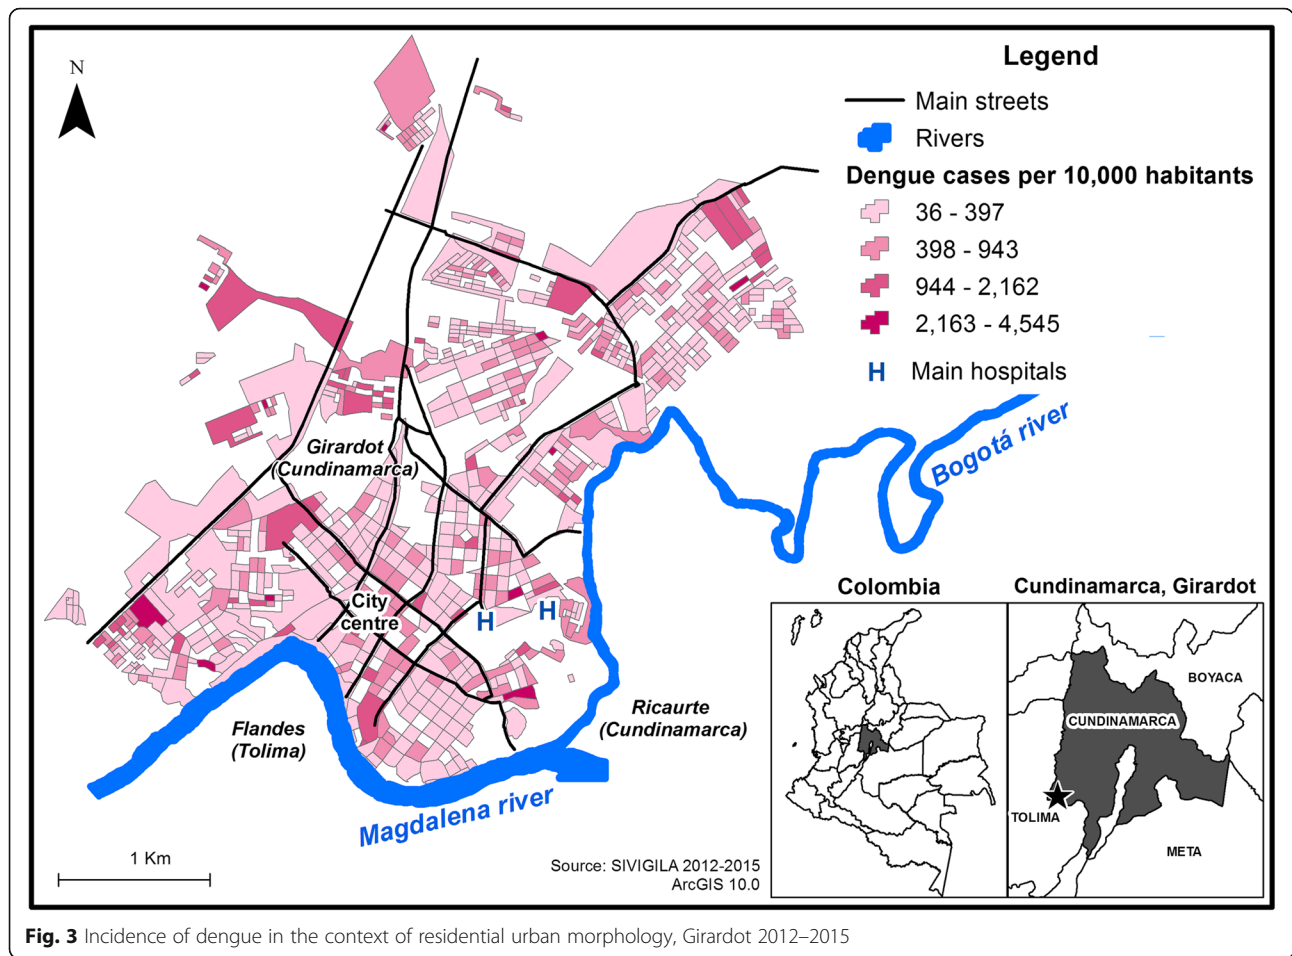 N
Legend
Main streets
Rivers
Dengue cases per 10,000 habitants
36 - 397
398 - 943
944 - 2,162
2,163 - 4,545
H Main hospitals
Girardot
(Cundinamarca)
Bogotá river
City
centre
H
H
Flandes
(Tolima)
Ricaurte
(Cundinamarca)
Magdalena river
1 Km
Source: SIVIGILA 2012-2015
ArcGIS 10.0
Colombia
Cundinamarca, Girardot
BOYACA
CUNDINAMARCA
TOLIMA
META
Fig. 3 Incidence of dengue in the context of residential urban morphology, Girardot 2012–2015